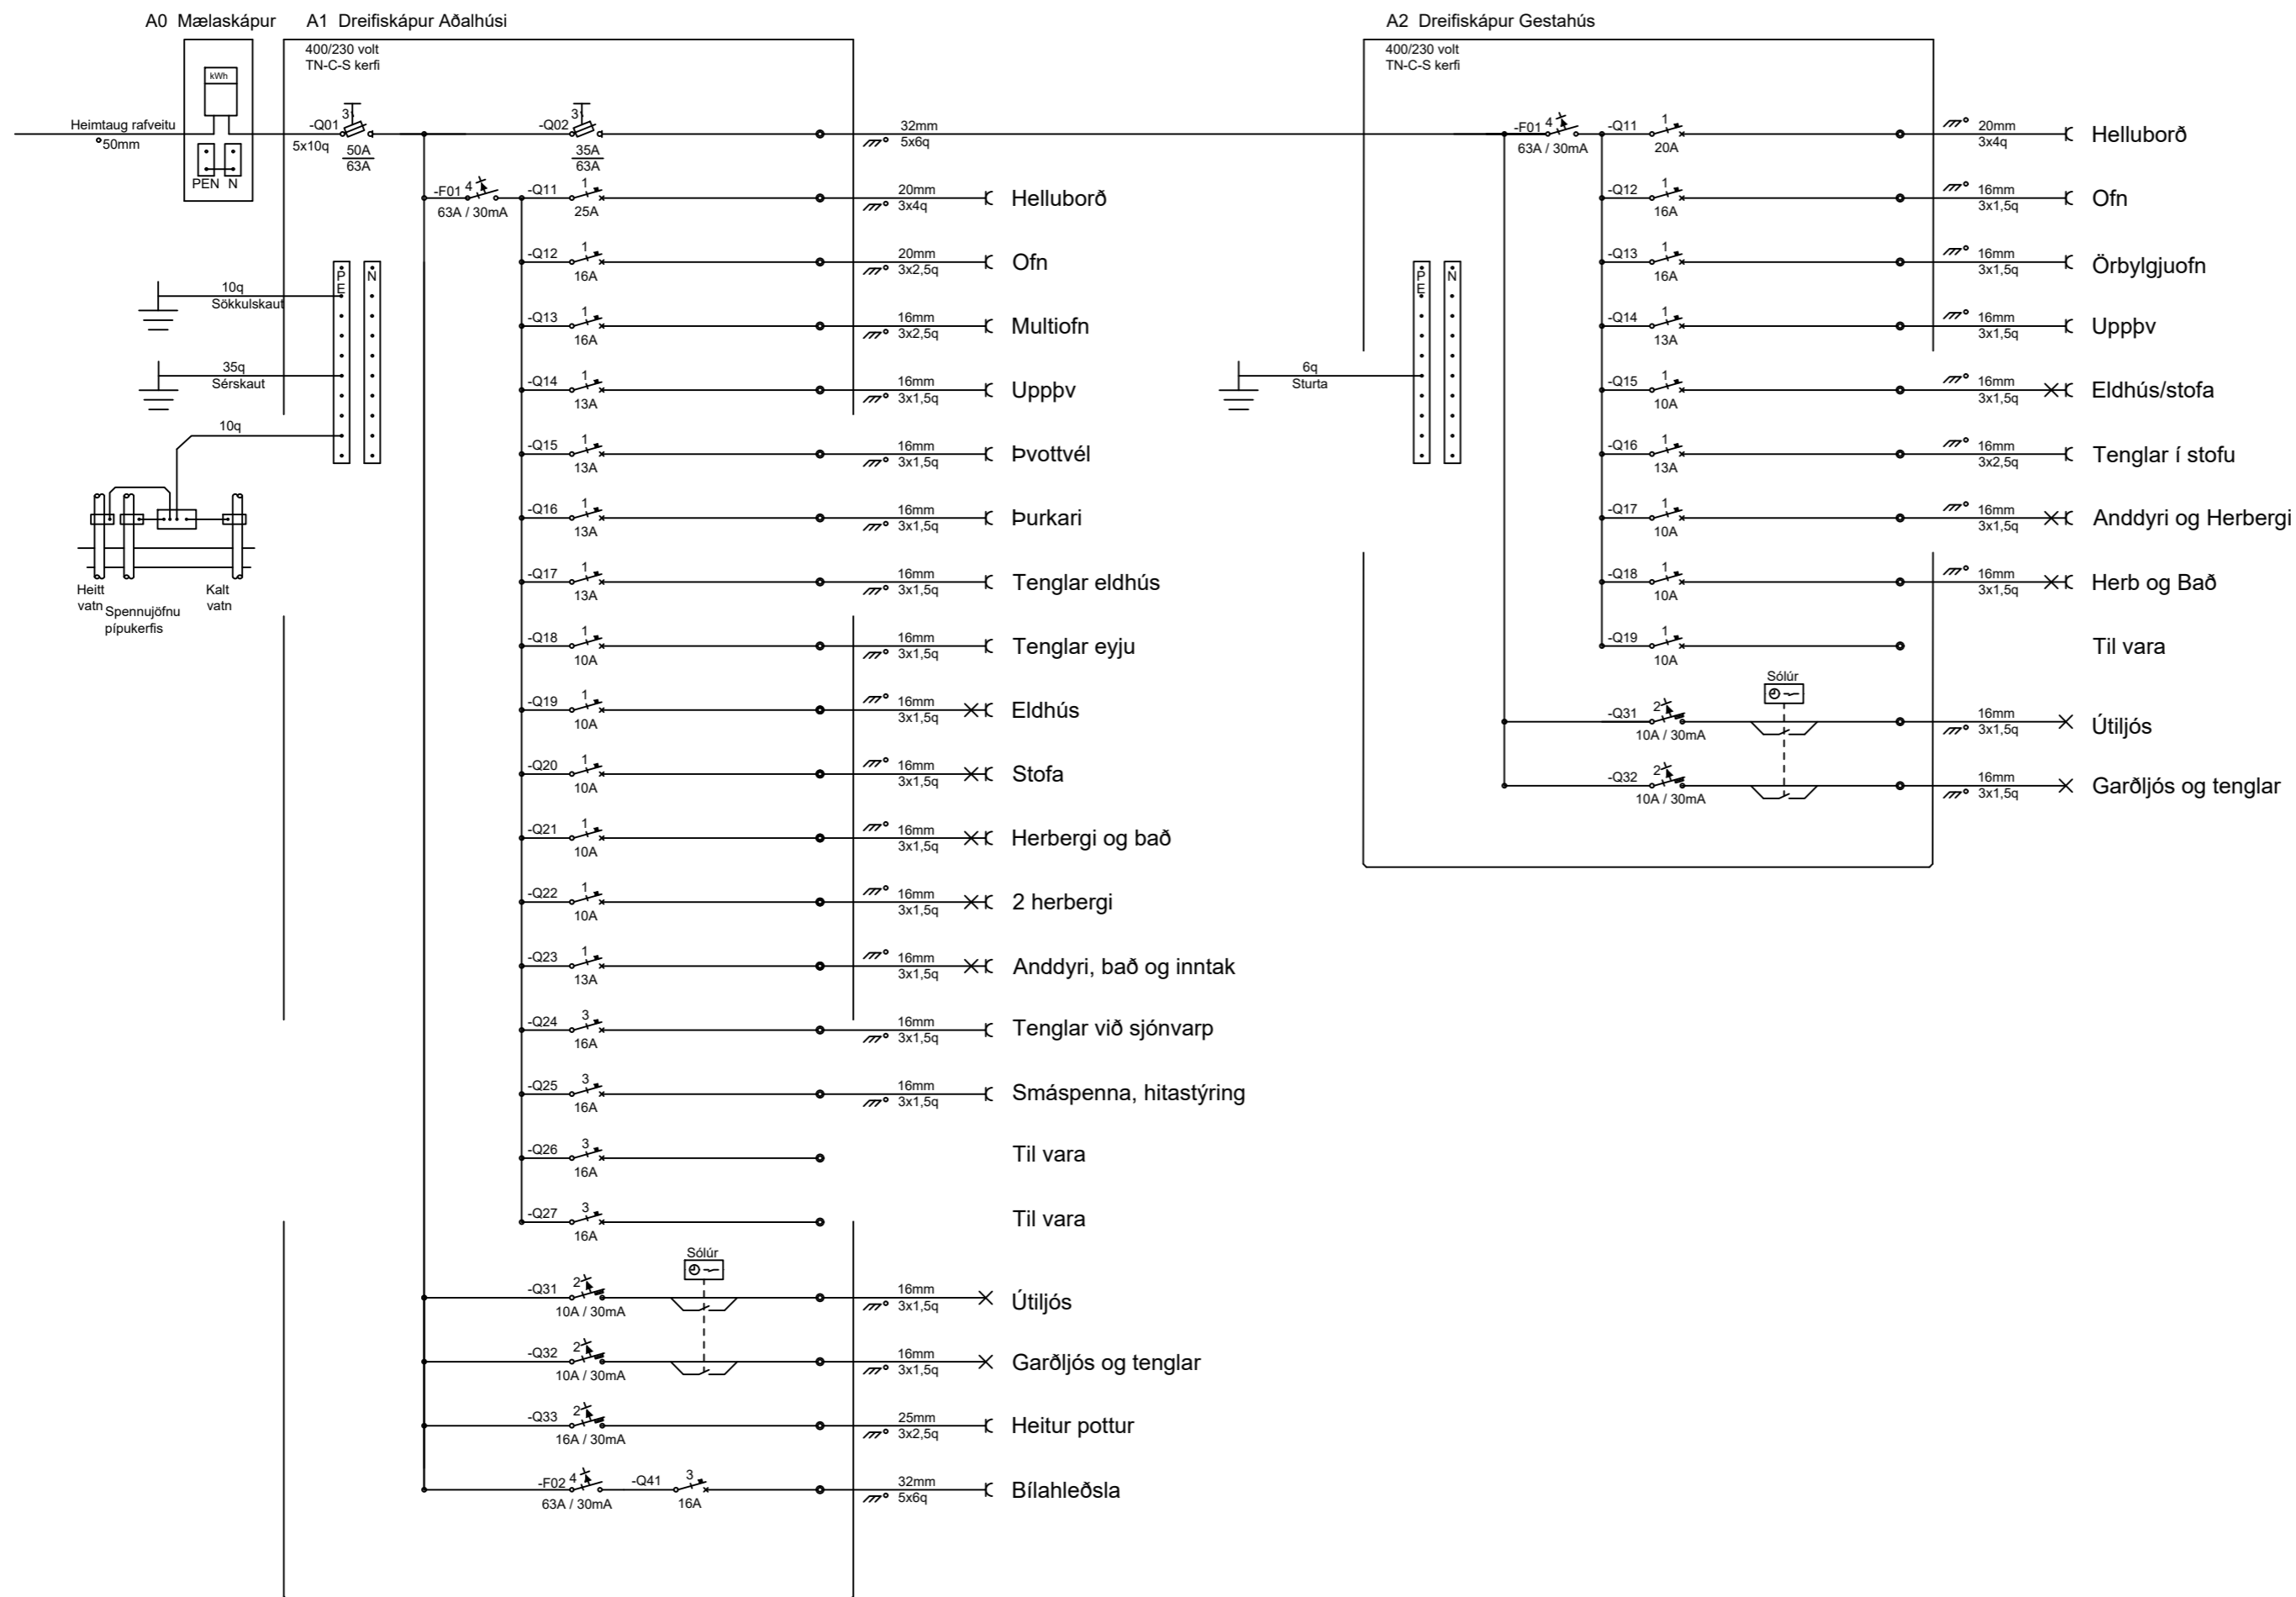 A0 Mælaskápur
A1 Dreifiskápur Aðalhúsi
A2 Dreifiskápur Gestahús
400/230 volt
TN-C-S kerfi
kWh
Heimtaug rafveitu
50mm
PEN N
5x10q
-Q01
3
50A
63A
-Q02
3
35A
63A
32mm
5x6q
-F01
4
63A / 30mA
-Q11
1
25A
20mm
3x4q
Helluborð
-Q12
1
16A
20mm
3x2,5q
Ofn
-Q13
1
16A
16mm
3x2,5q
Multiofn
-Q14
1
13A
16mm
3x1,5q
Uppþv
-Q15
1
13A
16mm
3x1,5q
Þvottvél
-Q16
1
13A
16mm
3x1,5q
Þurkari
-Q17
1
13A
16mm
3x1,5q
Tenglar eldhús
-Q18
1
10A
16mm
3x1,5q
Tenglar eyju
-Q19
1
10A
16mm
3x1,5q
Eldhús
-Q20
1
10A
16mm
3x1,5q
Stofa
-Q21
1
10A
16mm
3x1,5q
Herbergi og bað
-Q22
1
10A
16mm
3x1,5q
2 herbergi
-Q23
1
13A
16mm
3x1,5q
Anddyri, bað og inntak
-Q24
3
16A
16mm
3x1,5q
Tenglar við sjónvarp
-Q25
3
16A
16mm
3x1,5q
Smáspenna, hitastýring
-Q26
3
16A
Til vara
-Q27
3
16A
Til vara
Sólúr
-Q31
2
10A / 30mA
16mm
3x1,5q
Útiljós
-Q32
2
10A / 30mA
16mm
3x1,5q
Garðljós og tenglar
-Q33
2
16A / 30mA
25mm
3x2,5q
Heitur pottur
-F02
4
63A / 30mA
-Q41
3
16A
32mm
5x6q
Bílahleðsla
P
E
N
10q
Sökkulskaut
35q
Sérskaut
10q
Heitt
vatn
Spennujöfnu
pípukerfis
Kalt
vatn
400/230 volt
TN-C-S kerfi
-F01
4
63A / 30mA
-Q11
1
20A
20mm
3x4q
Helluborð
-Q12
1
16A
16mm
3x1,5q
Ofn
-Q13
1
16A
16mm
3x1,5q
Örbylgjuofn
-Q14
1
13A
16mm
3x1,5q
Uppþv
-Q15
1
10A
16mm
3x1,5q
Eldhús/stofa
-Q16
1
13A
16mm
3x2,5q
Tenglar í stofu
-Q17
1
10A
16mm
3x1,5q
Anddyri og Herbergi
-Q18
1
10A
16mm
3x1,5q
Herb og Bað
-Q19
1
10A
Til vara
Sólúr
-Q31
2
10A / 30mA
16mm
3x1,5q
Útiljós
-Q32
2
10A / 30mA
16mm
3x1,5q
Garðljós og tenglar
P
E
N
6q
Sturta